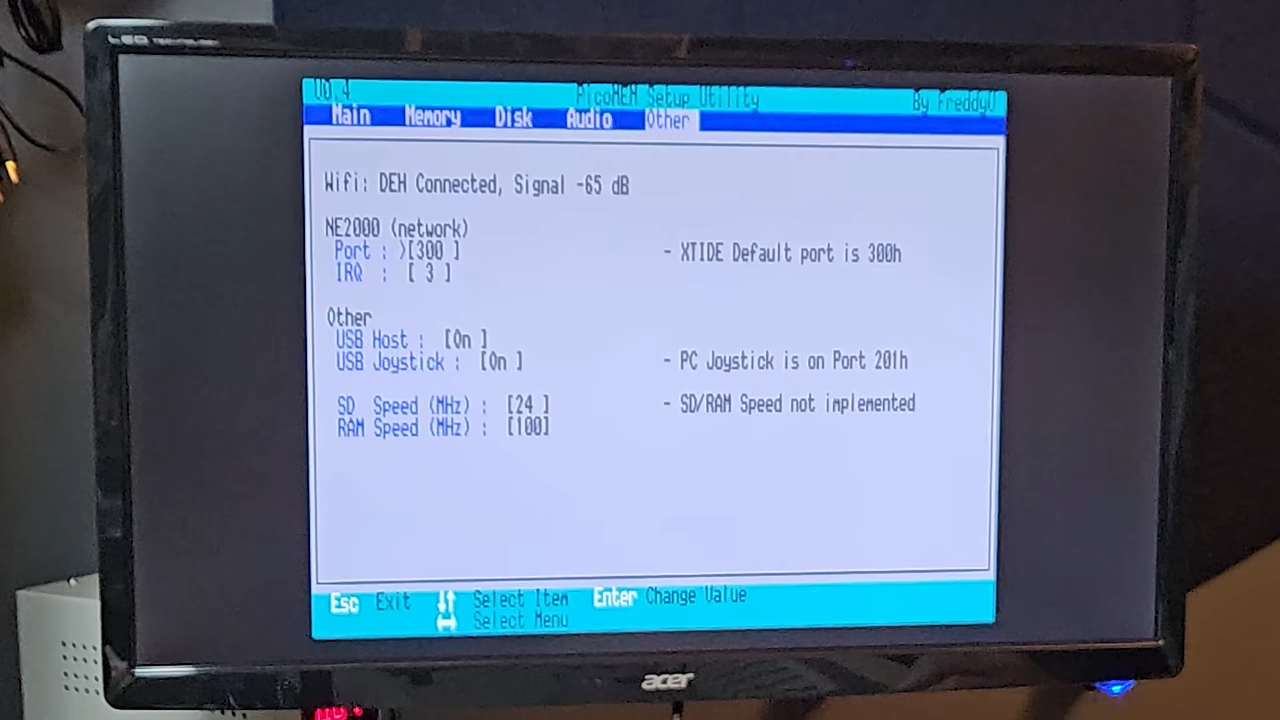 LED
V0.4 PicoMEM Setup Utility By FreddyV
Main Memory Disk Audio Other
Wifi: DEH Connected, Signal -65 dB
NE2000 (network)
Port : >[300 ] - XTIDE Default port is 300h
IRQ : [ 3 ]
Other
USB Host : [On ]
USB Joystick : [On ] - PC Joystick is on Port 201h
SD Speed (MHz) : [24 ] - SD/RAM Speed not implemented
RAM Speed (MHz) : [100]
Esc Exit ↓↑ Select Item Enter Change Value
↔ Select Menu
acer